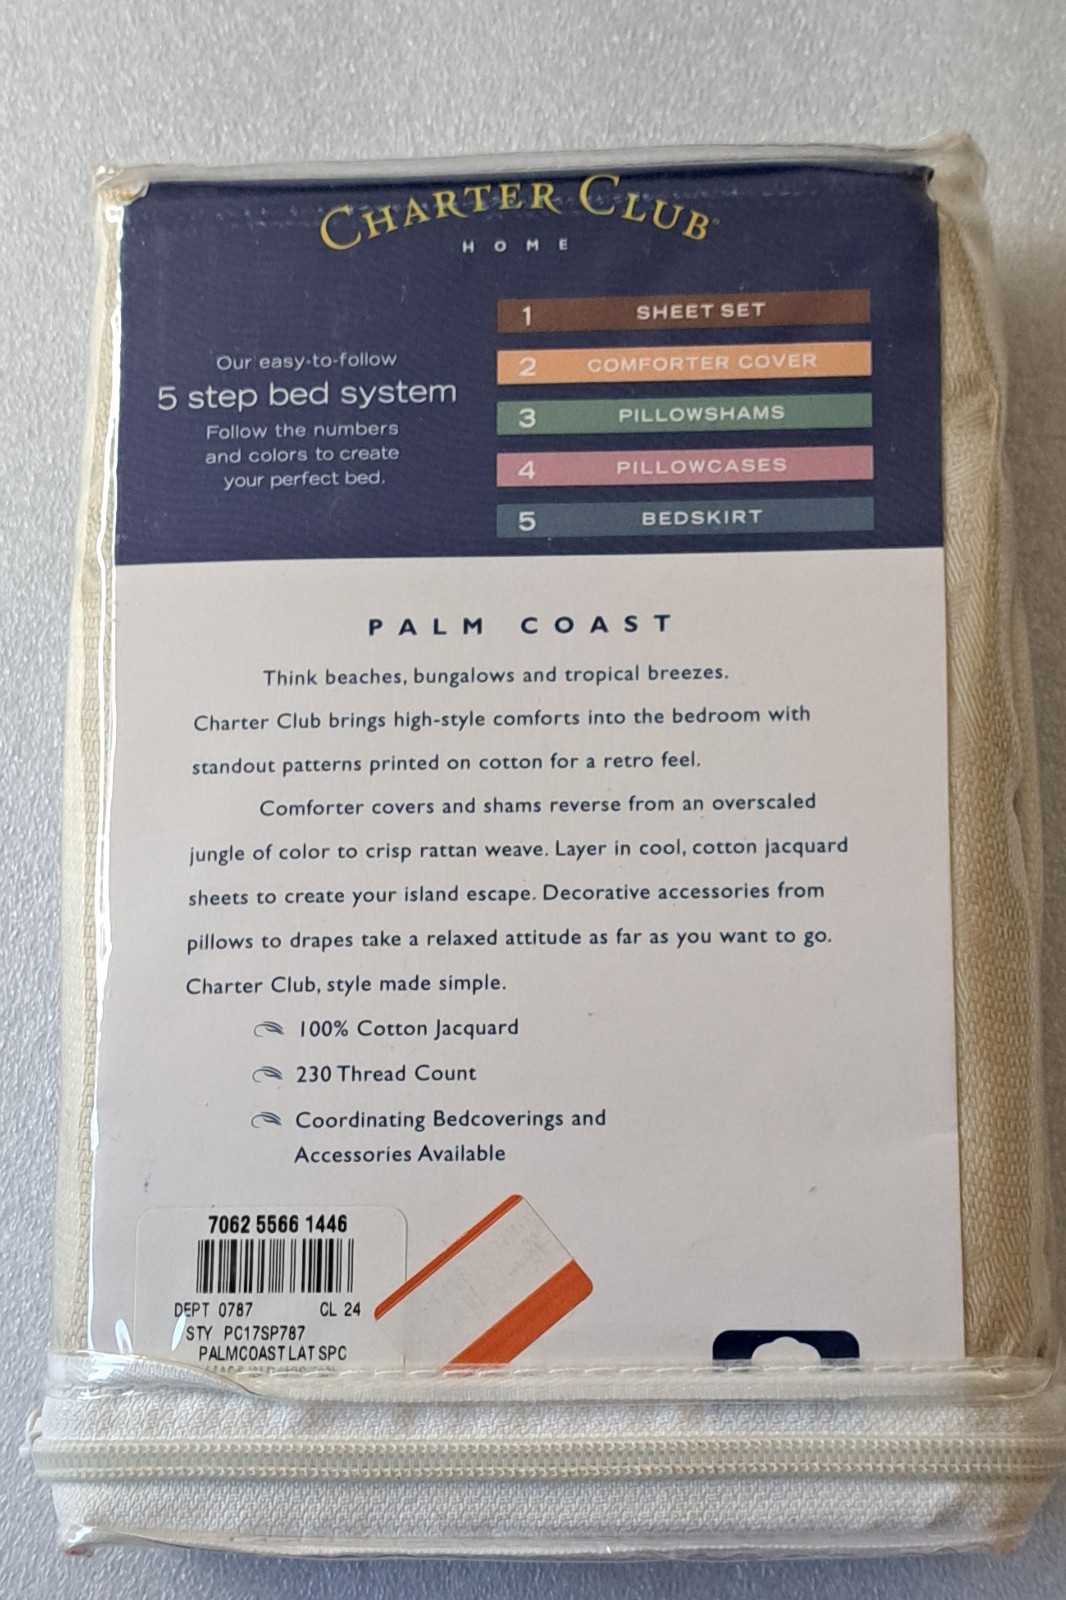 CHARTER CLUB®
HOME
Our easy-to-follow
5 step bed system
Follow the numbers
and colors to create
your perfect bed.
1 SHEET SET
2 COMFORTER COVER
3 PILLOWSHAMS
4 PILLOWCASES
5 BEDSKIRT
PALM COAST
Think beaches, bungalows and tropical breezes.
Charter Club brings high-style comforts into the bedroom with
standout patterns printed on cotton for a retro feel.
Comforter covers and shams reverse from an overscaled
jungle of color to crisp rattan weave. Layer in cool, cotton jacquard
sheets to create your island escape. Decorative accessories from
pillows to drapes take a relaxed attitude as far as you want to go.
Charter Club, style made simple.
100% Cotton Jacquard
230 Thread Count
Coordinating Bedcoverings and
Accessories Available
7062 5566 1446
DEPT 0787 CL 24
STY PC17SP787
PALMCOAST LAT SPC